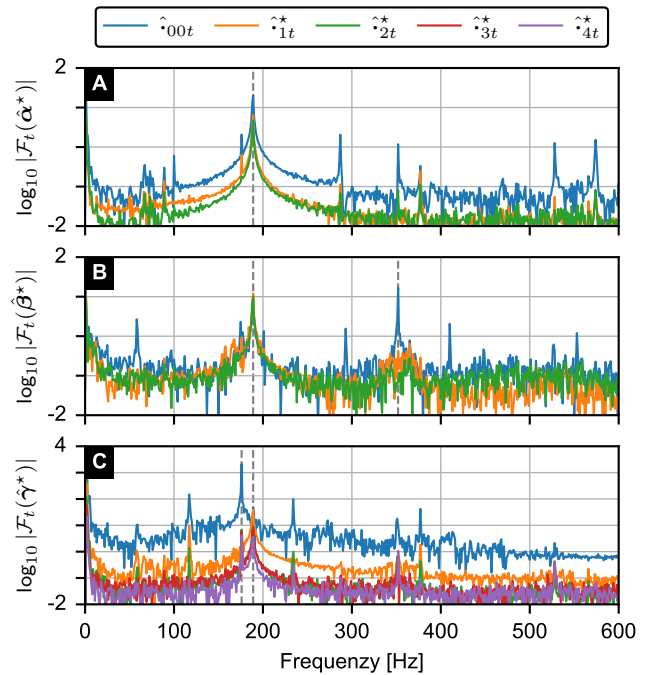 •̂₀₀ₜ •̂*₁ₜ •̂*₂ₜ •̂*₃ₜ •̂*₄ₜ
2
A
log₁₀ |𝓕ₜ(α̂*)|
-2
2
B
log₁₀ |𝓕ₜ(β̂*)|
-2
4
C
log₁₀ |𝓕ₜ(γ̂*)|
-2
0 100 200 300 400 500 600
Frequenzy [Hz]